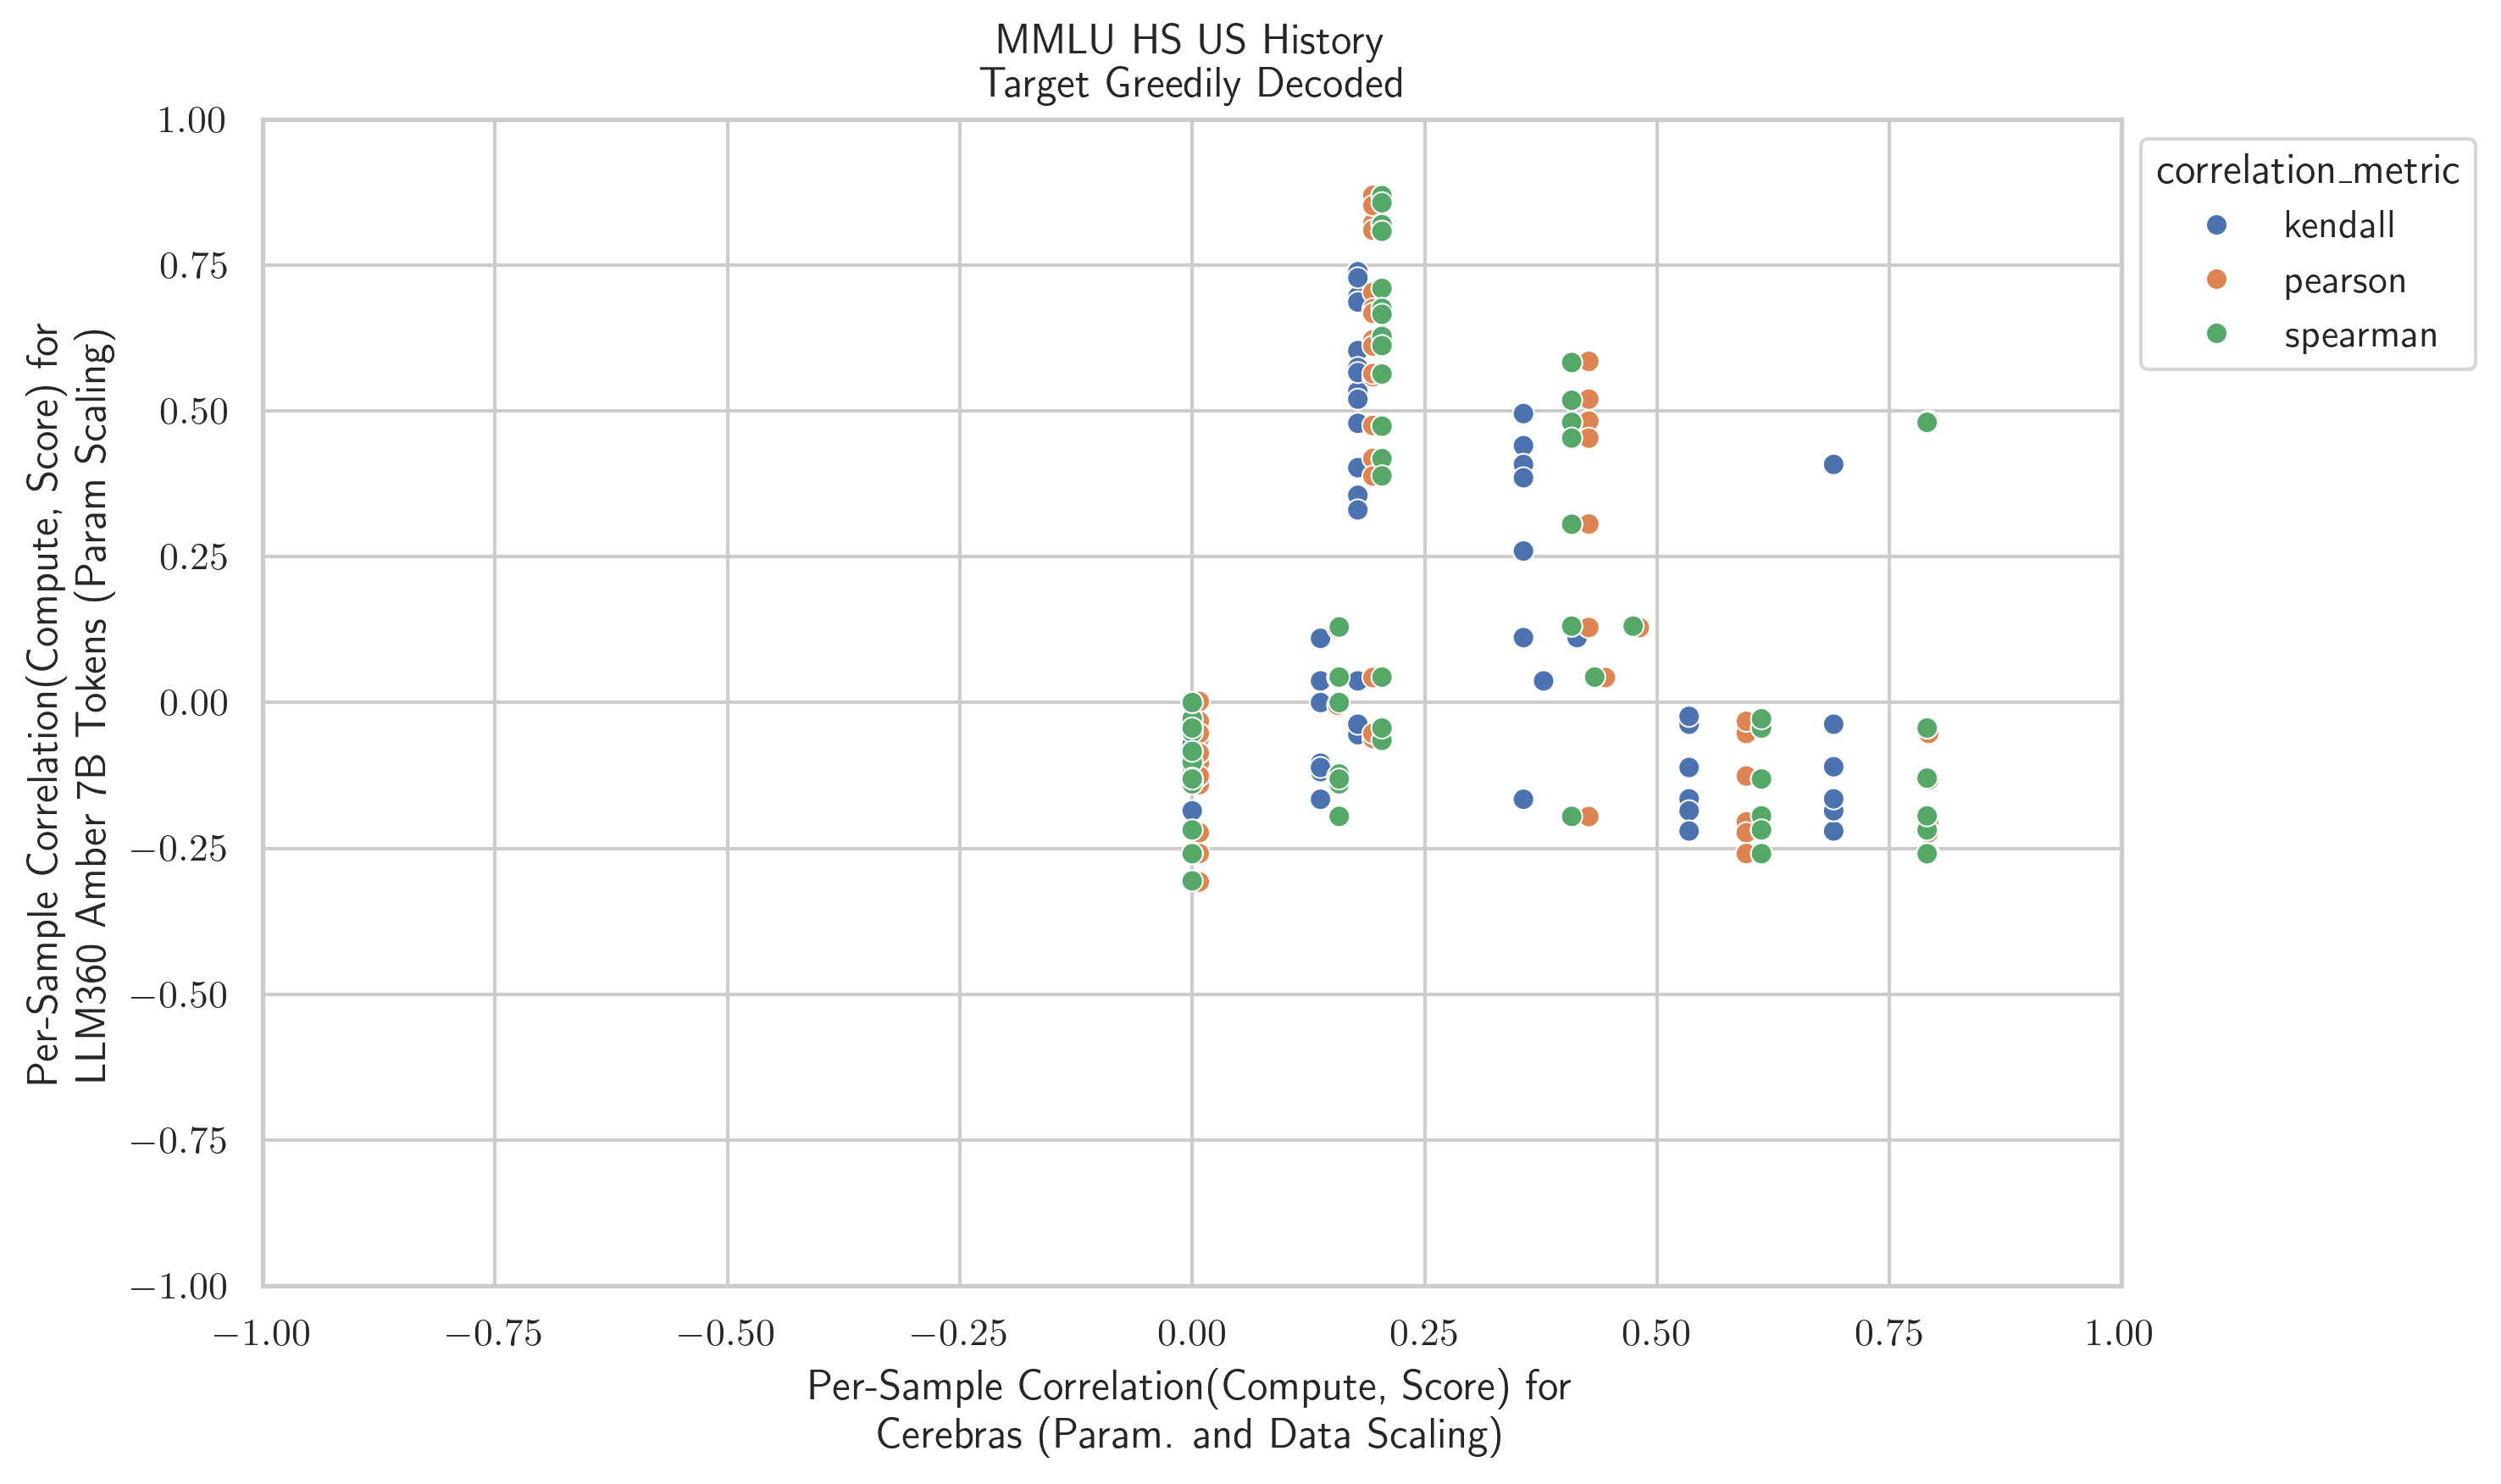 MMLU HS US History
Target Greedily Decoded
1.00
0.75
0.50
0.25
0.00
−0.25
−0.50
−0.75
−1.00
Per-Sample Correlation(Compute, Score) for
LLM360 Amber 7B Tokens (Param Scaling)
correlation_metric
kendall
pearson
spearman
−1.00 −0.75 −0.50 −0.25 0.00 0.25 0.50 0.75 1.00
Per-Sample Correlation(Compute, Score) for
Cerebras (Param. and Data Scaling)